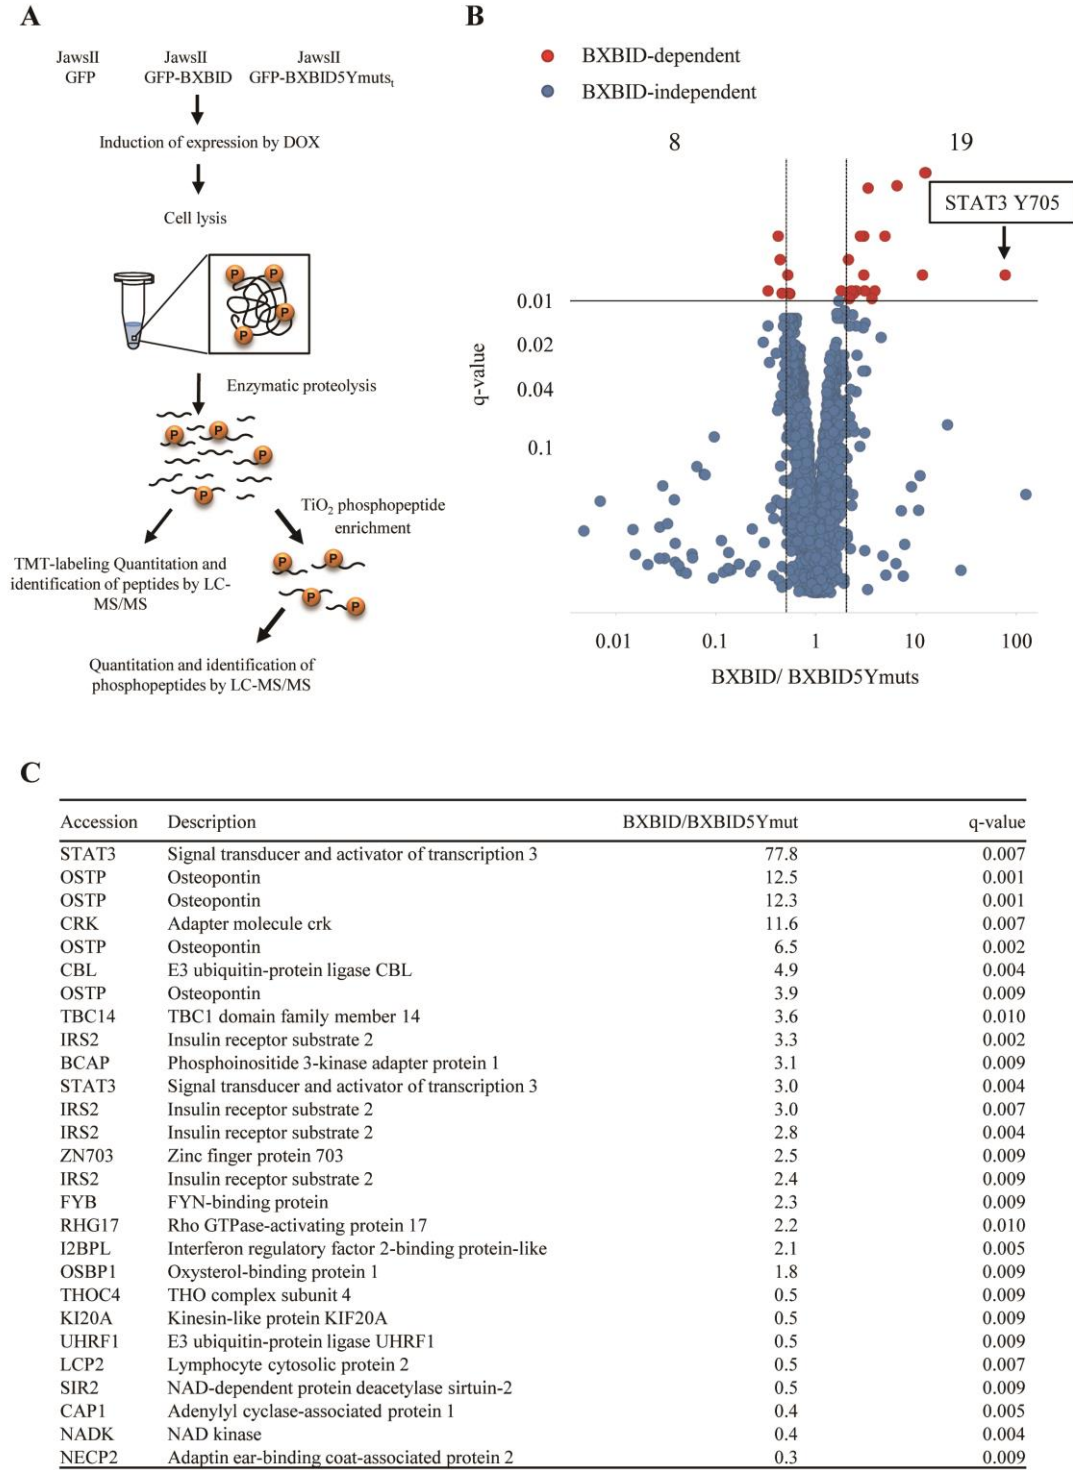 A
JawsII
GFP
JawsII
GFP-BXBID
JawsII
GFP-BXBID5Ymutst
Induction of expression by DOX
Cell lysis
P P
P
P
Enzymatic proteolysis
P P
P
P
TiO2 phosphopeptide
enrichment
TMT-labeling Quantitation and
identification of peptides by LC-
MS/MS
P P
P P
Quantitation and identification of
phosphopeptides by LC-MS/MS
B
BXBID-dependent
BXBID-independent
8 19
STAT3 Y705
0.01
0.02
0.04
0.1
q-value
0.01 0.1 1 10 100
BXBID/ BXBID5Ymuts
C
Accession Description BXBID/BXBID5Ymut q-value
STAT3 Signal transducer and activator of transcription 3 77.8 0.007
OSTP Osteopontin 12.5 0.001
OSTP Osteopontin 12.3 0.001
CRK Adapter molecule crk 11.6 0.007
OSTP Osteopontin 6.5 0.002
CBL E3 ubiquitin-protein ligase CBL 4.9 0.004
OSTP Osteopontin 3.9 0.009
TBC14 TBC1 domain family member 14 3.6 0.010
IRS2 Insulin receptor substrate 2 3.3 0.002
BCAP Phosphoinositide 3-kinase adapter protein 1 3.1 0.009
STAT3 Signal transducer and activator of transcription 3 3.0 0.004
IRS2 Insulin receptor substrate 2 3.0 0.007
IRS2 Insulin receptor substrate 2 2.8 0.004
ZN703 Zinc finger protein 703 2.5 0.009
IRS2 Insulin receptor substrate 2 2.4 0.009
FYB FYN-binding protein 2.3 0.009
RHG17 Rho GTPase-activating protein 17 2.2 0.010
I2BPL Interferon regulatory factor 2-binding protein-like 2.1 0.005
OSBP1 Oxysterol-binding protein 1 1.8 0.009
THOC4 THO complex subunit 4 0.5 0.009
KI20A Kinesin-like protein KIF20A 0.5 0.009
UHRF1 E3 ubiquitin-protein ligase UHRF1 0.5 0.009
LCP2 Lymphocyte cytosolic protein 2 0.5 0.007
SIR2 NAD-dependent protein deacetylase sirtuin-2 0.5 0.009
CAP1 Adenylyl cyclase-associated protein 1 0.4 0.005
NADK NAD kinase 0.4 0.004
NECP2 Adaptin ear-binding coat-associated protein 2 0.3 0.009